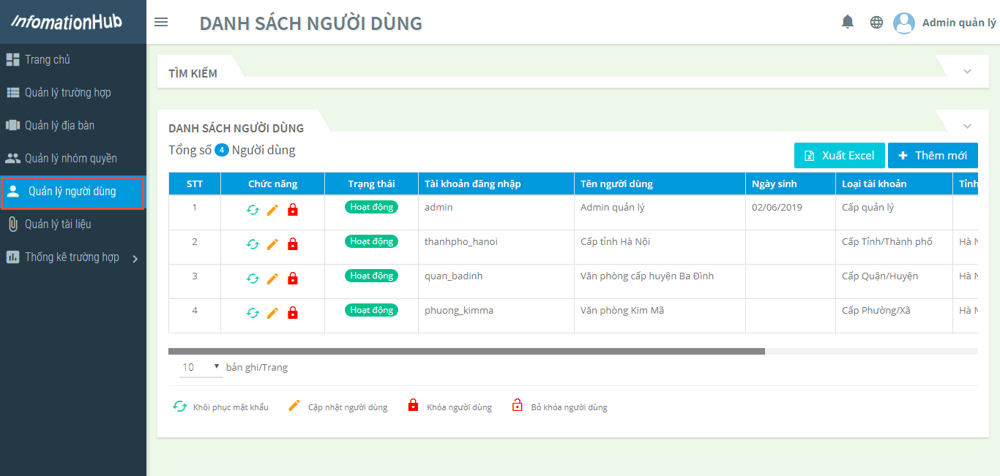 InfomationHub
DANH SÁCH NGƯỜI DÙNG
Admin quản lý
Trang chủ
Quản lý trường hợp
Quản lý địa bàn
Quản lý nhóm quyền
Quản lý người dùng
Quản lý tài liệu
Thống kê trường hợp
TÌM KIẾM
DANH SÁCH NGƯỜI DÙNG
Tổng số 4 Người dùng
Xuất Excel
Thêm mới
STT Chức năng Trạng thái Tài khoản đăng nhập Tên người dùng Ngày sinh Loại tài khoản Tỉnh
1 Hoạt động admin Admin quản lý 02/06/2019 Cấp quản lý
2 Hoạt động thanhpho_hanoi Cấp tỉnh Hà Nội Cấp Tỉnh/Thành phố Hà N
3 Hoạt động quan_badinh Văn phòng cấp huyện Ba Đình Cấp Quận/Huyện Hà N
4 Hoạt động phuong_kimma Văn phòng Kim Mã Cấp Phường/Xã Hà N
10 bản ghi/Trang
Khôi phục mật khẩu Cập nhật người dùng Khóa người dùng Bỏ khóa người dùng